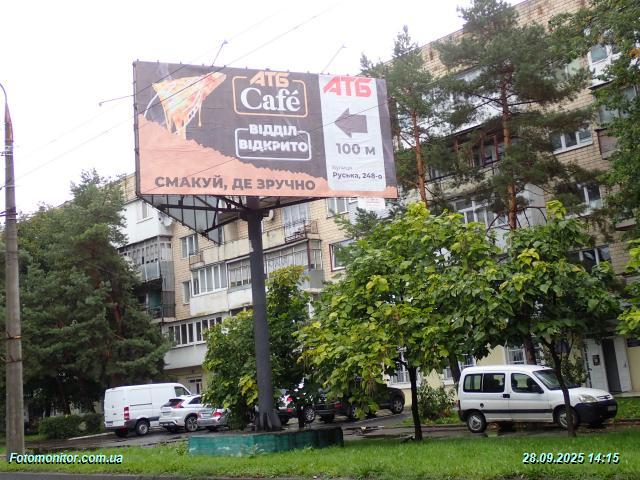 АТБ
Café
ВІДДІЛ
ВІДКРИТО
СМАКУЙ, ДЕ ЗРУЧНО
АТБ
100 м
вулиця
Руська, 248-о
Fotomonitor.com.ua
28.09.2025 14:15